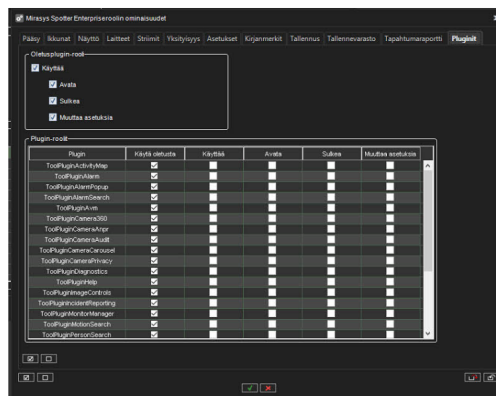 Mirasys Spotter Enterpriseroolin ominaisuudet
Pääsy Ikkunat Näyttö Laitteet Striimit Yksityisyys Asetukset Kirjanmerkit Tallennus Tallennevarasto Tapahtumaraportti Pluginit
Oletusplugin-rooli
Käyttää
Avata
Sulkea
Muuttaa asetuksia
Plugin-roolit
Plugin Käytä oletusta Käyttää Avata Sulkea Muuttaa asetuksia
ToolPluginActivityMap
ToolPluginAlarm
ToolPluginAlarmPopup
ToolPluginAlarmSearch
ToolPluginAvm
ToolPluginCamera360
ToolPluginCameraAnpr
ToolPluginCameraAudit
ToolPluginCameraCarousel
ToolPluginCameraPrivacy
ToolPluginDiagnostics
ToolPluginHelp
ToolPluginImageControls
ToolPluginIncidentReporting
ToolPluginMonitorManager
ToolPluginMotionSearch
ToolPluginPersonSearch